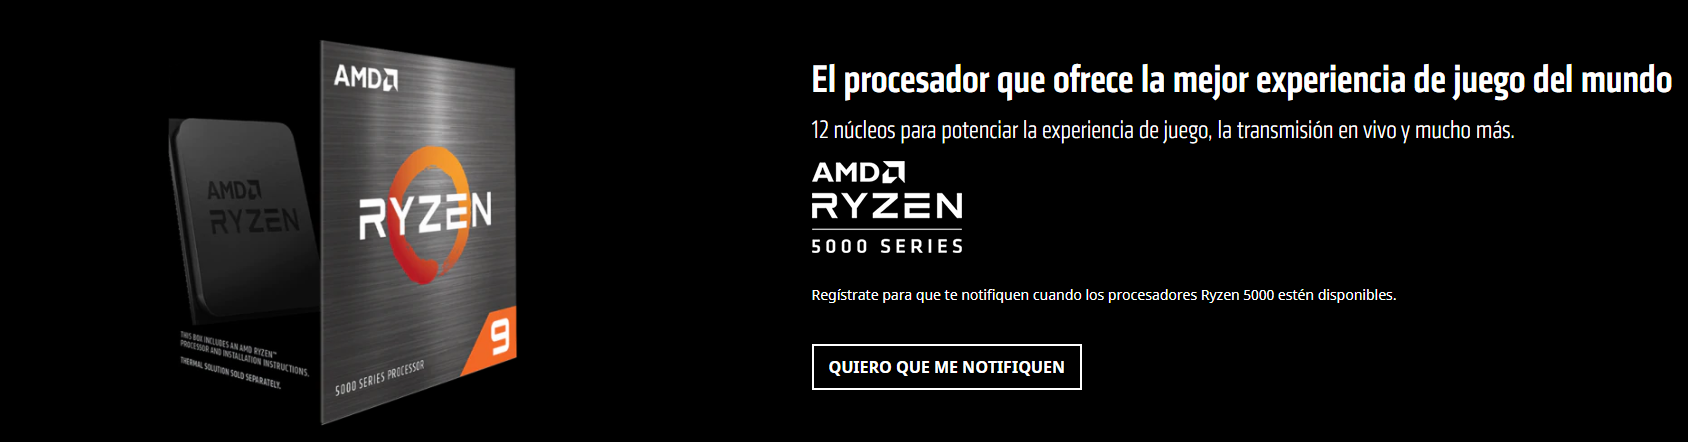 AMD
RYZEN
AMD
RYZEN
9
5000 SERIES PROCESSOR
THIS BOX INCLUDES AN AMD RYZEN™
PROCESSOR AND INSTALLATION INSTRUCTIONS.
THERMAL SOLUTION SOLD SEPARATELY.
El procesador que ofrece la mejor experiencia de juego del mundo
12 núcleos para potenciar la experiencia de juego, la transmisión en vivo y mucho más.
AMD
RYZEN
5000 SERIES
Regístrate para que te notifiquen cuando los procesadores Ryzen 5000 estén disponibles.
QUIERO QUE ME NOTIFIQUEN